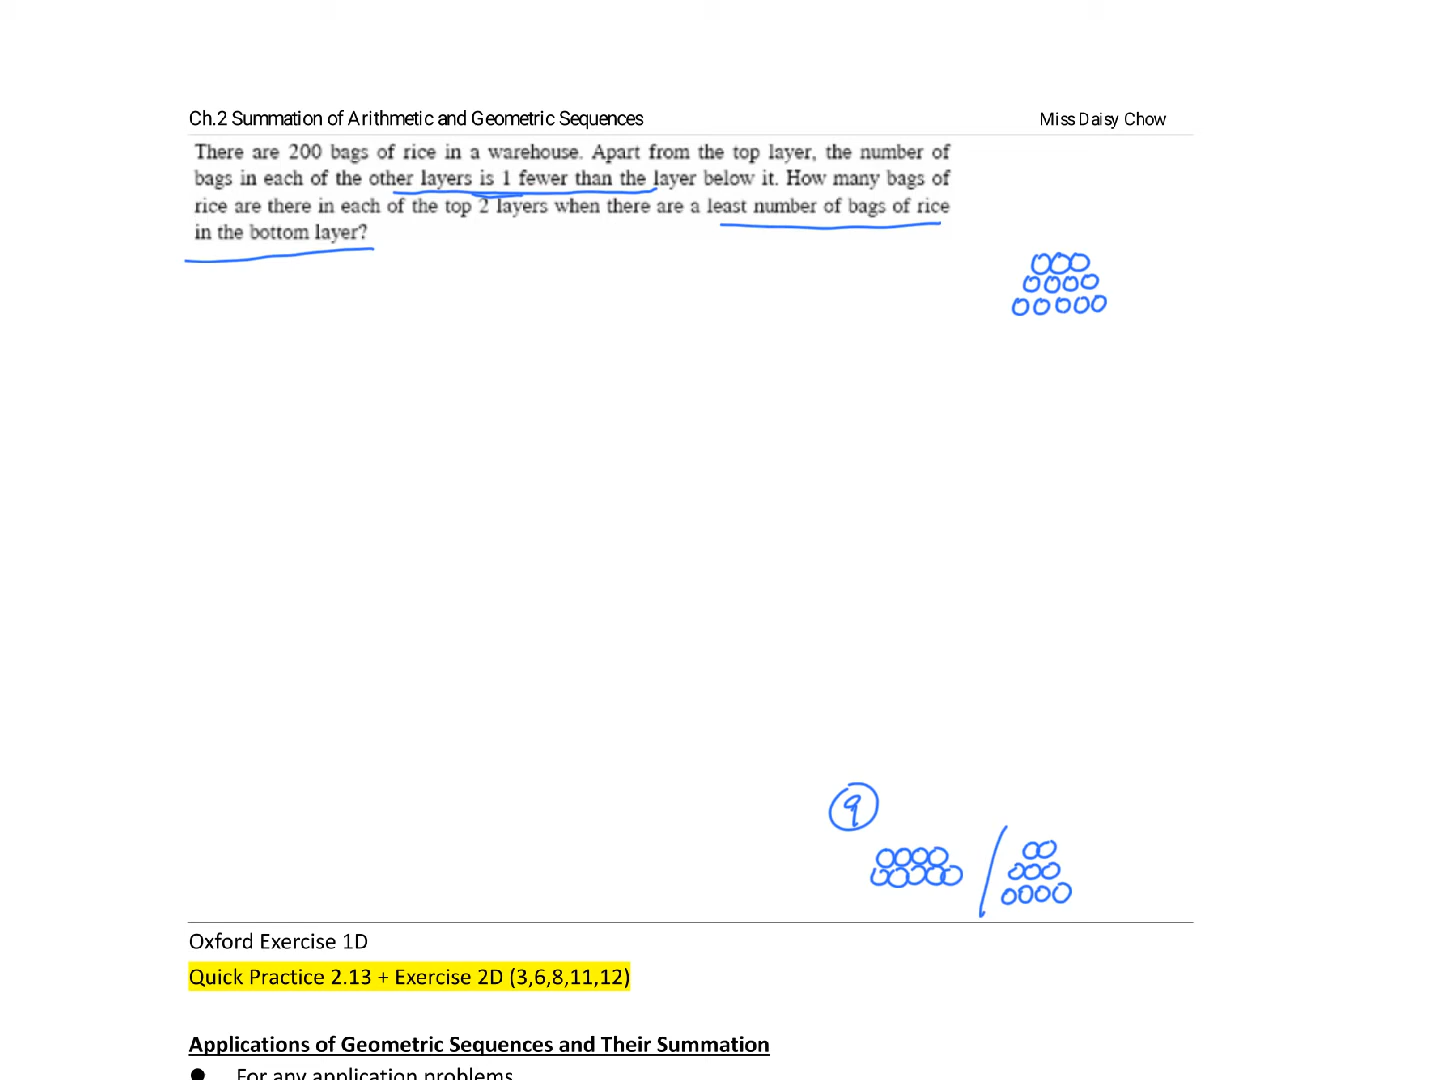 Ch.2 Summation of Arithmetic and Geometric Sequences
Miss Daisy Chow
There are 200 bags of rice in a warehouse. Apart from the top layer, the number of
bags in each of the other layers is 1 fewer than the layer below it. How many bags of
rice are there in each of the top 2 layers when there are a least number of bags of rice
in the bottom layer?
9
Oxford Exercise 1D
Quick Practice 2.13 + Exercise 2D (3,6,8,11,12)
Applications of Geometric Sequences and Their Summation
● For any application problems